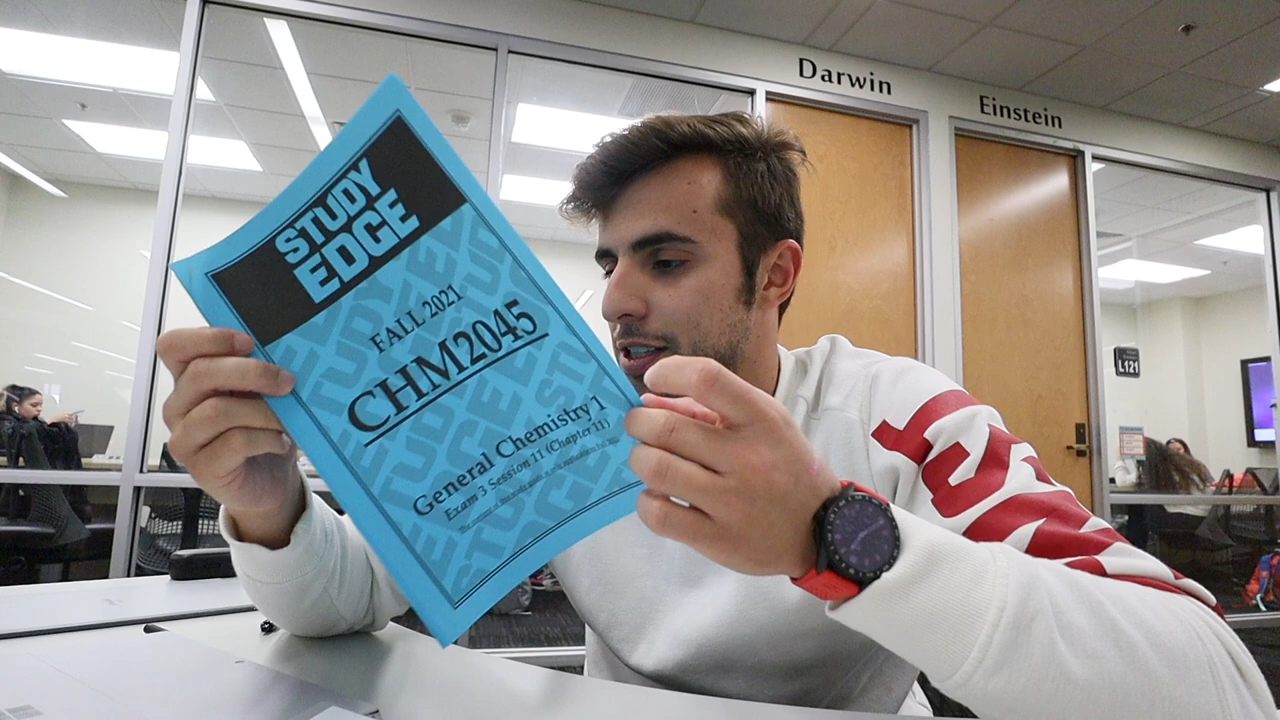 Darwin
Einstein
STUDY
EDGE
FALL 2021
CHM2045
General Chemistry 1
Exam 3 Session 11 (Chapter 11)
L121